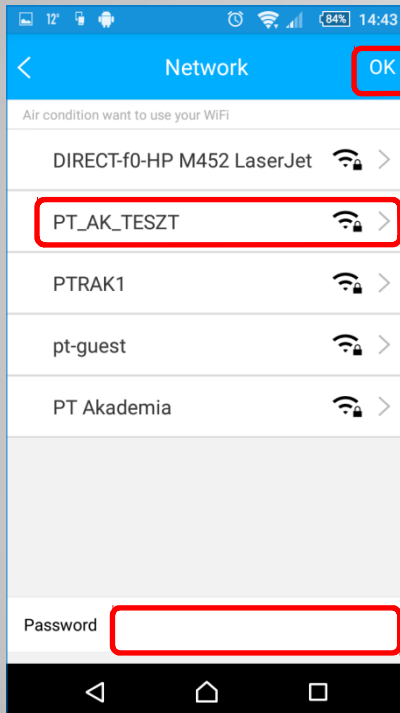 12° 84% 14:43
Network OK
Air condition want to use your WiFi
DIRECT-f0-HP M452 LaserJet
PT_AK_TESZT
PTRAK1
pt-guest
PT Akademia
Password